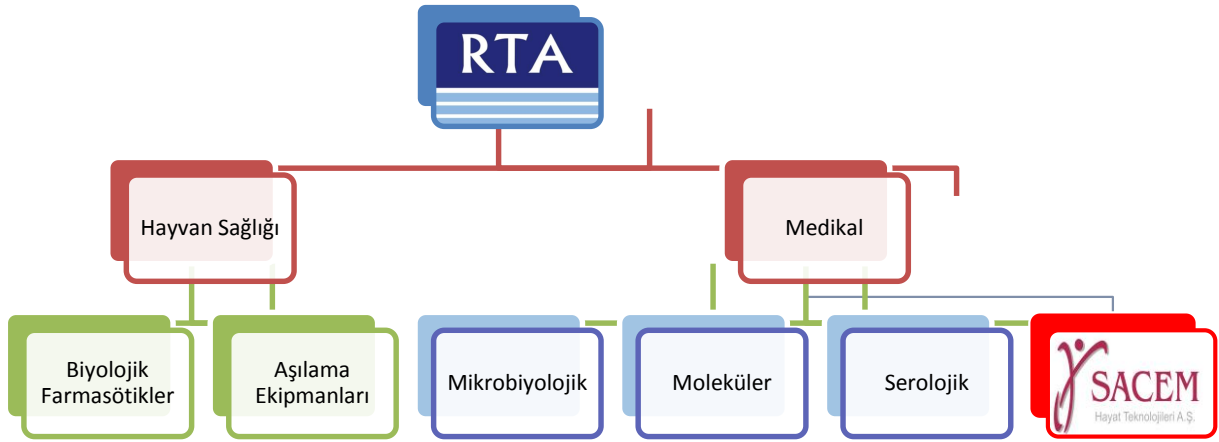 RTA
Hayvan Sağlığı
Medikal
Biyolojik
Farmasötikler
Aşılama
Ekipmanları
Mikrobiyolojik
Moleküler
Serolojik
SACEM
Hayat Teknolojileri A.Ş.